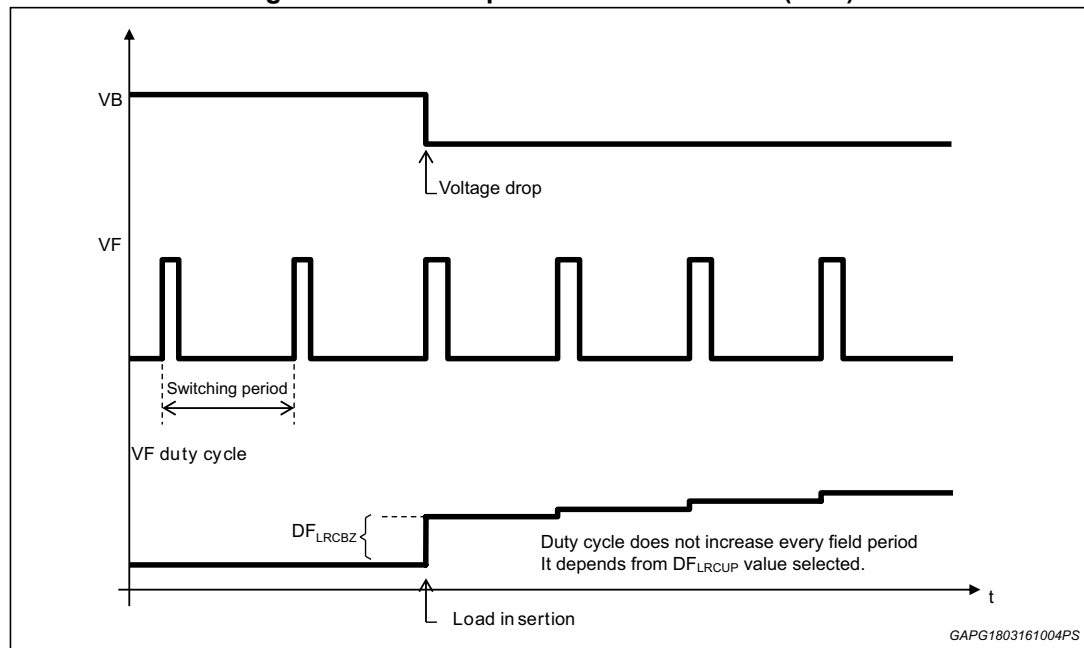 VB
Voltage drop
VF
Switching period
VF duty cycle
DFLRCBZ
Duty cycle does not increase every field period
It depends from DFLRCUP value selected.
t
Load in sertion
GAPG1803161004PS